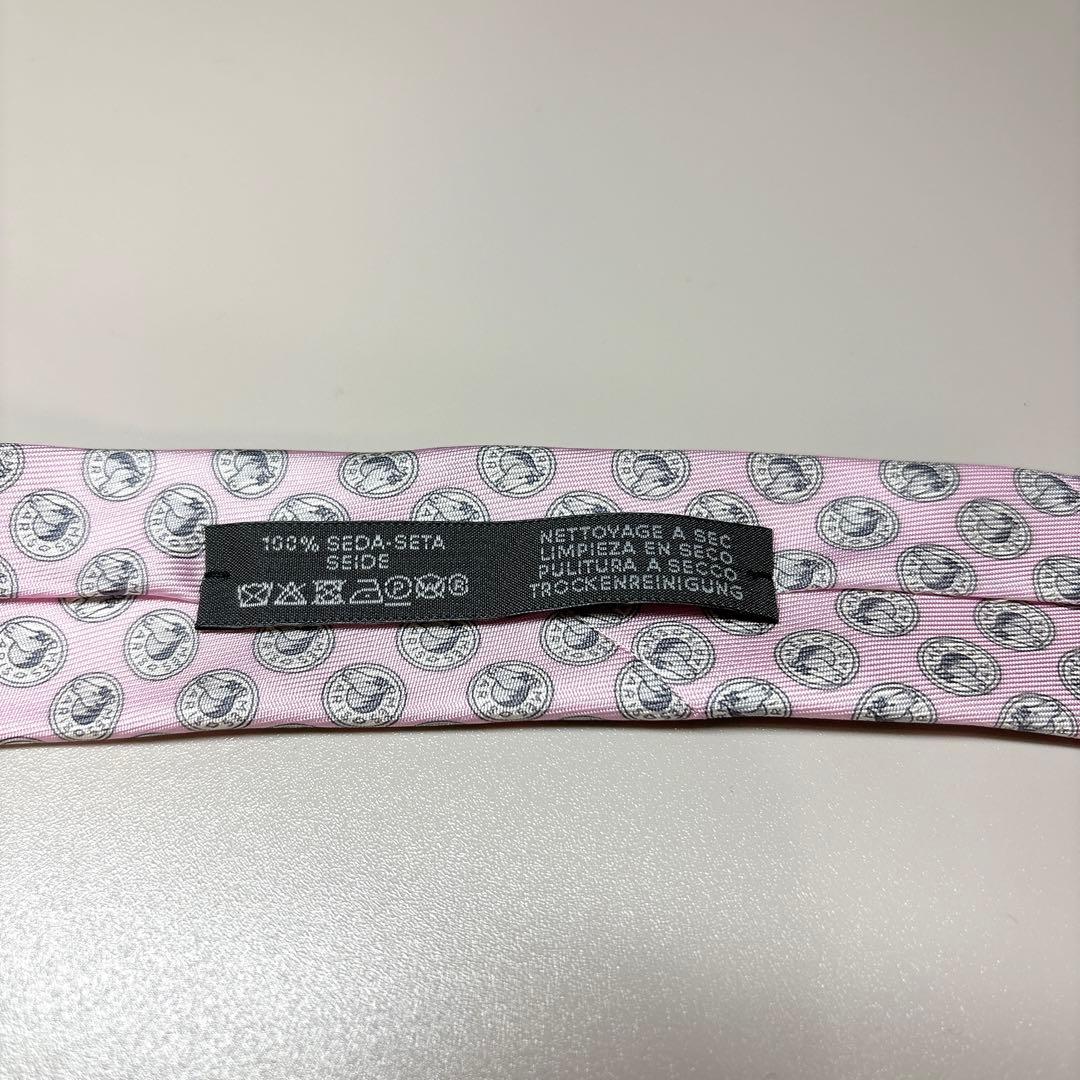 100% SEDA-SETA
SEIDE
P
W
®
NETTOYAGE A SEC
LIMPIEZA EN SECO
PULITURA A SECCO
TROCKENREINIGUNG